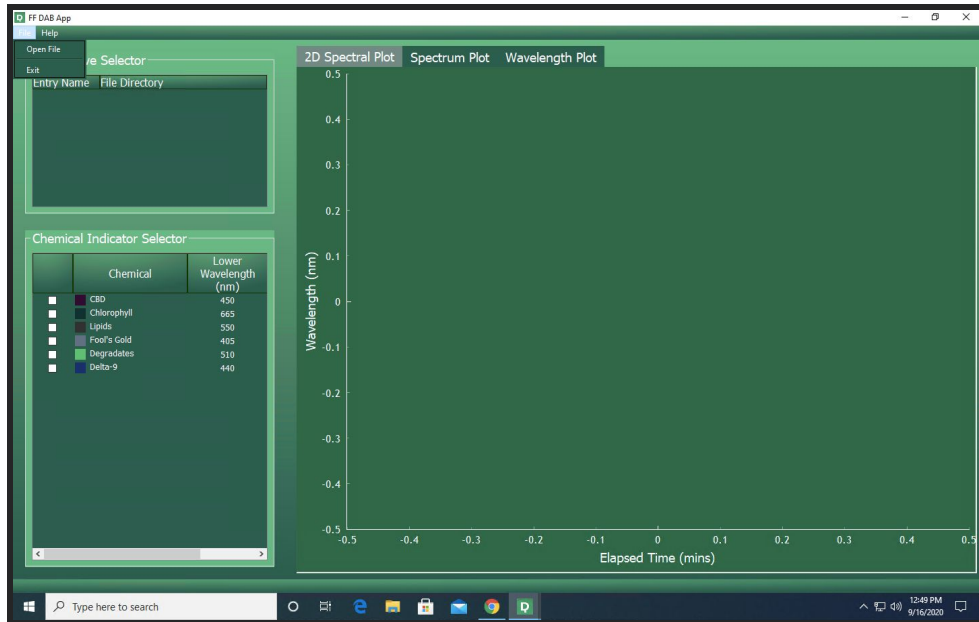 FF DAB App
File Help
Open File
Exit
ve Selector
Entry Name File Directory
Chemical Indicator Selector
Chemical Lower Wavelength (nm)
CBD 450
Chlorophyll 665
Lipids 550
Fool's Gold 405
Degradates 510
Delta-9 440
2D Spectral Plot Spectrum Plot Wavelength Plot
Wavelength (nm)
0.5
0.4
0.3
0.2
0.1
0
-0.1
-0.2
-0.3
-0.4
-0.5
-0.5 -0.4 -0.3 -0.2 -0.1 0 0.1 0.2 0.3 0.4 0.5
Elapsed Time (mins)
Type here to search
12:49 PM
9/16/2020